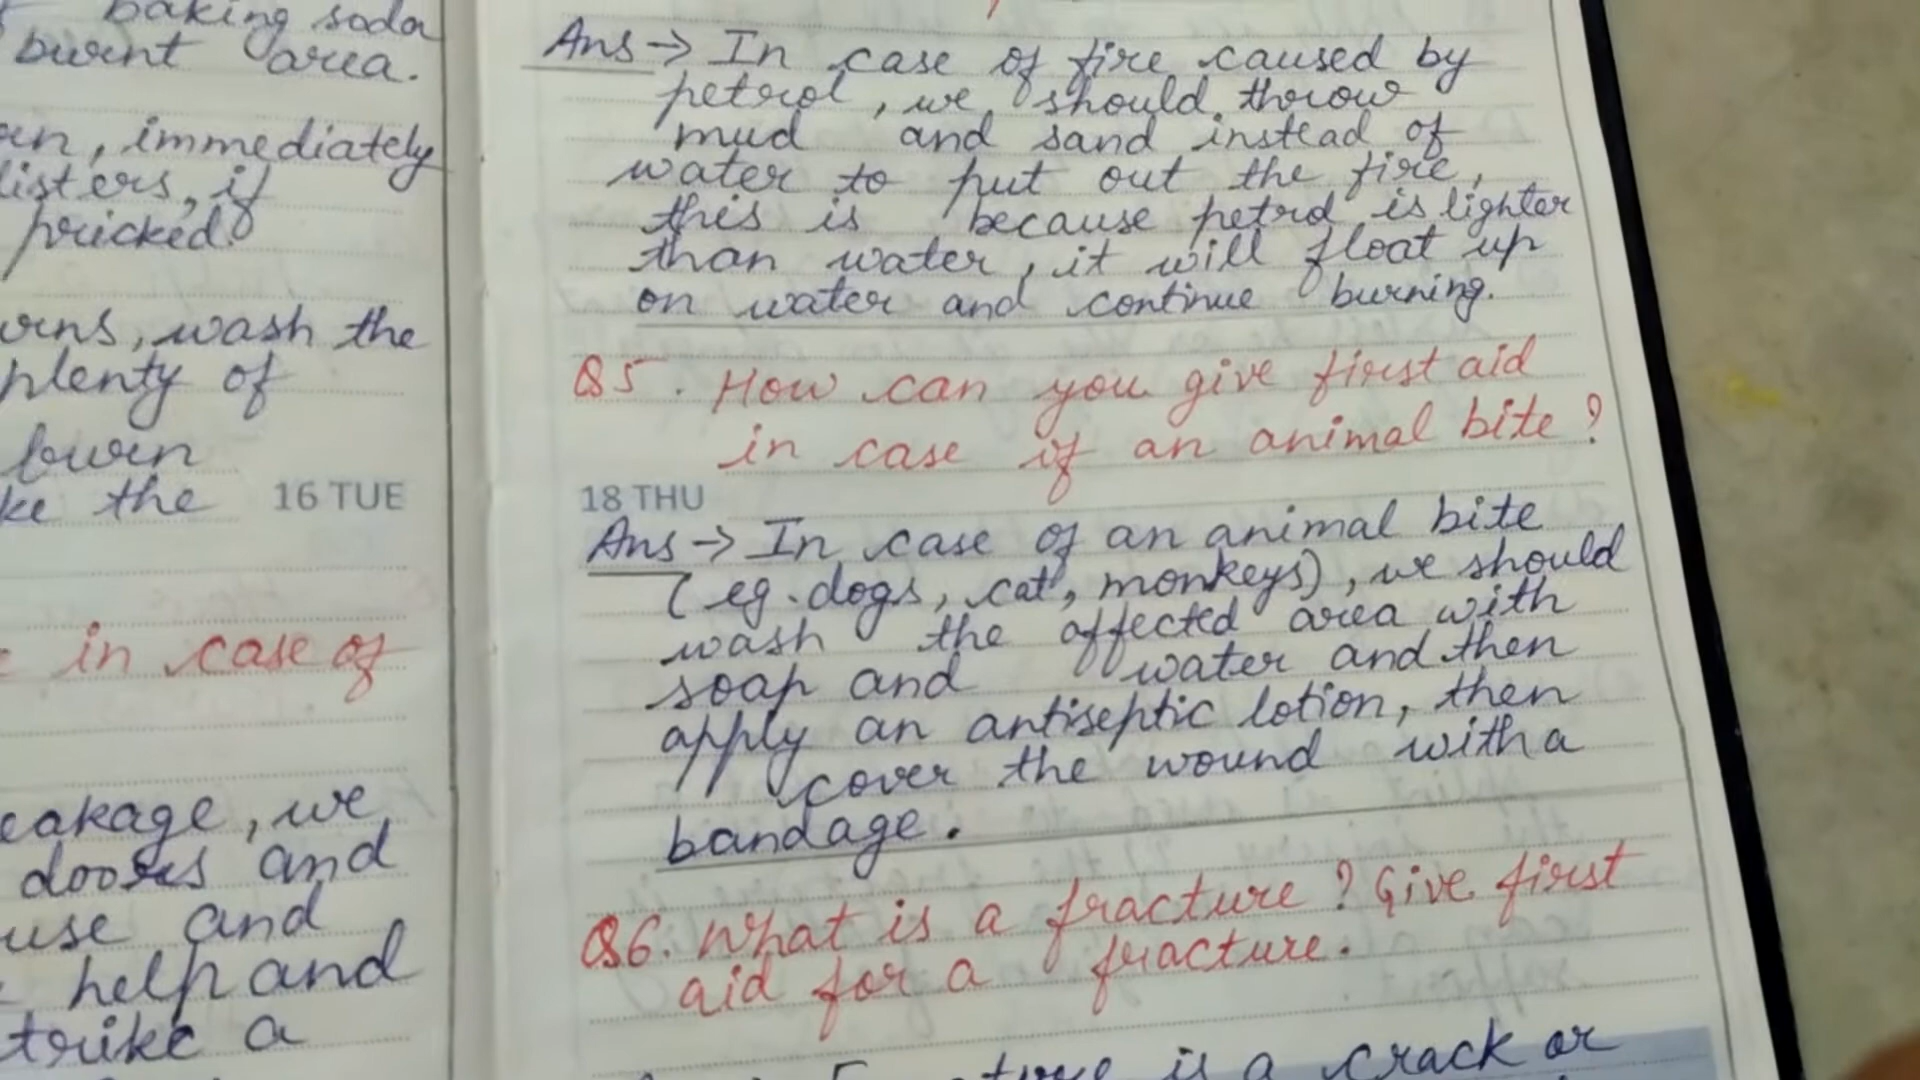 baking soda
burnt area.
immediately
if
pricked.
wash the
plenty of
burn
the
16 TUE
in case of
we
doors and
and
help and
a
Ans → In case of fire caused by
petrol, we should throw
mud and sand instead of
water to put out the fire,
this is because petrol is lighter
than water, it will float up
on water and continue burning.
Q5. How can you give first aid
in case if an animal bite?
18 THU
Ans → In case of an animal bite
(eg. dogs, cat, monkeys), we should
wash the affected area with
soap and water and then
apply an antiseptic lotion, then
cover the wound with a
bandage.
Q6. What is a fracture? Give first
aid for a fracture.
is a crack or